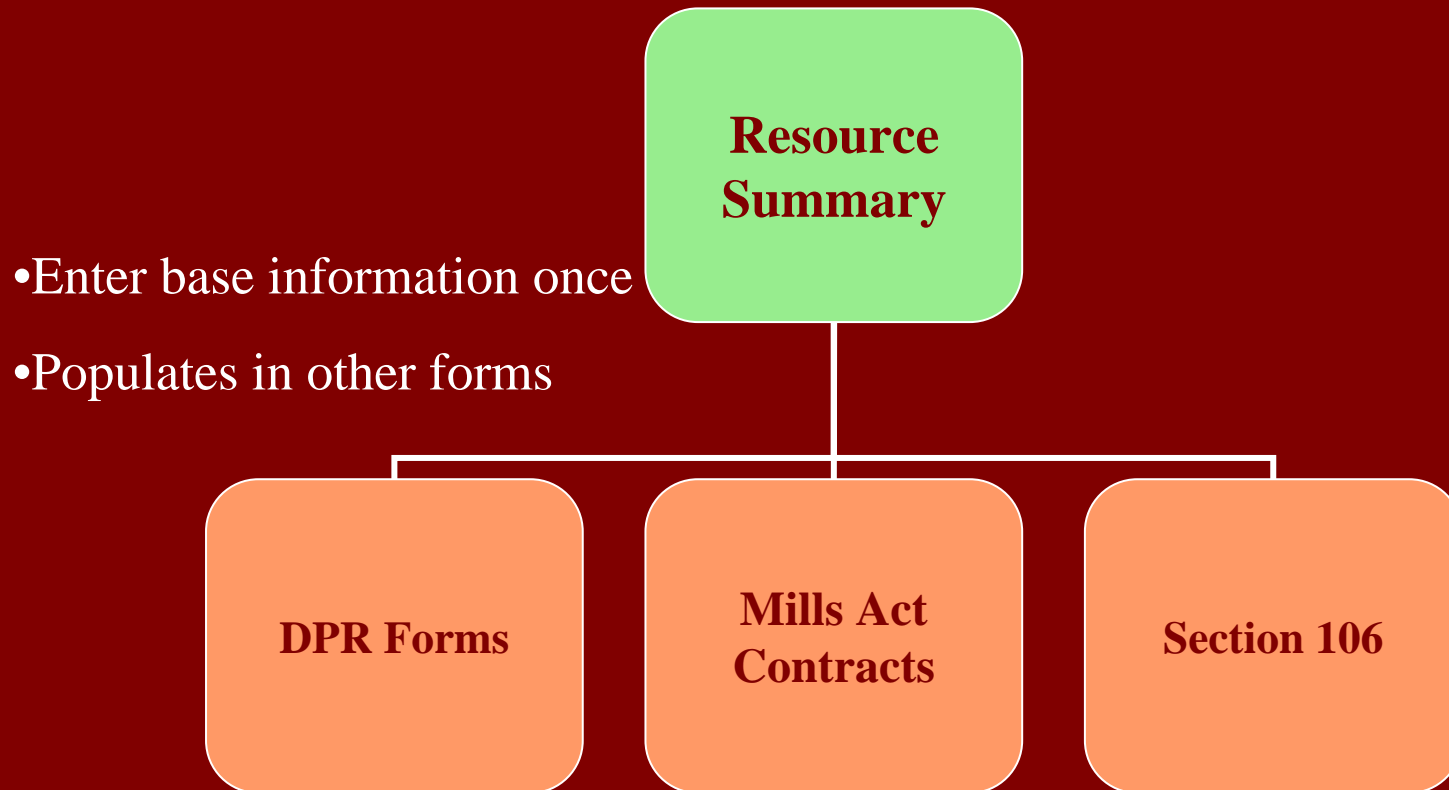 Resource
Summary
•Enter base information once
•Populates in other forms
DPR Forms
Mills Act
Contracts
Section 106